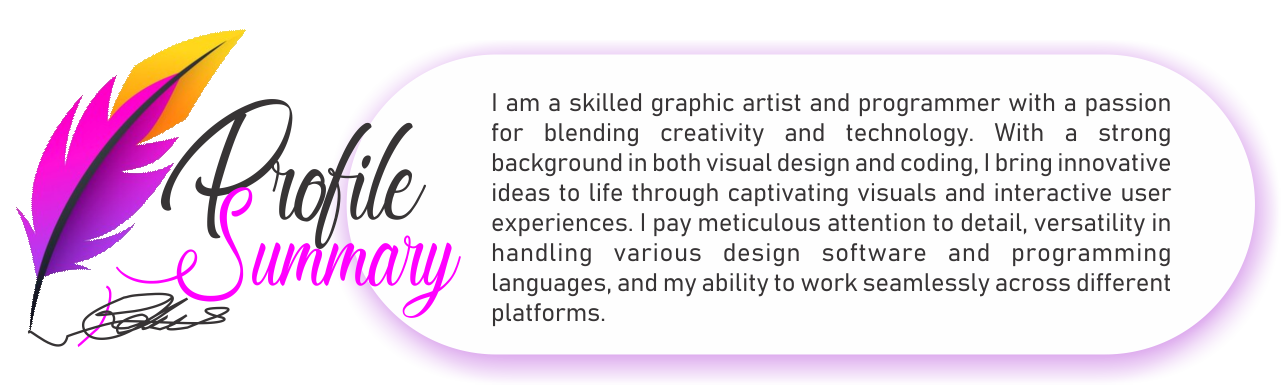 Profile
Summary
I am a skilled graphic artist and programmer with a passion
for blending creativity and technology. With a strong
background in both visual design and coding, I bring innovative
ideas to life through captivating visuals and interactive user
experiences. I pay meticulous attention to detail, versatility in
handling various design software and programming
languages, and my ability to work seamlessly across different
platforms.